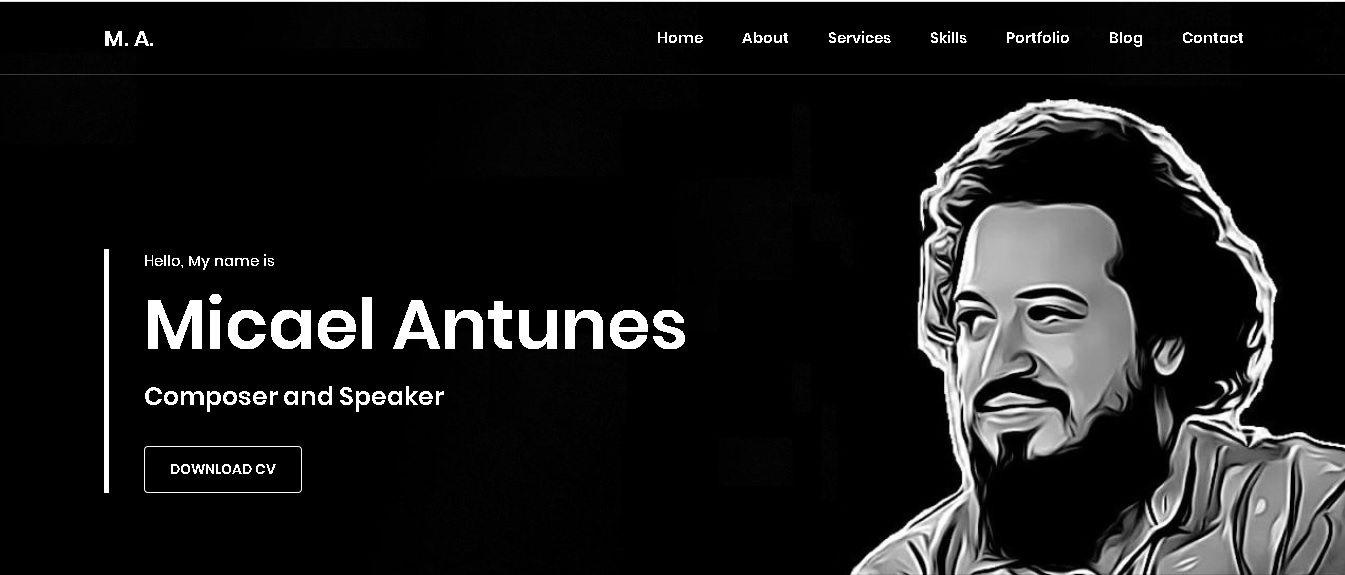 M. A.
Home About Services Skills Portfolio Blog Contact
Hello, My name is
Micael Antunes
Composer and Speaker
DOWNLOAD CV